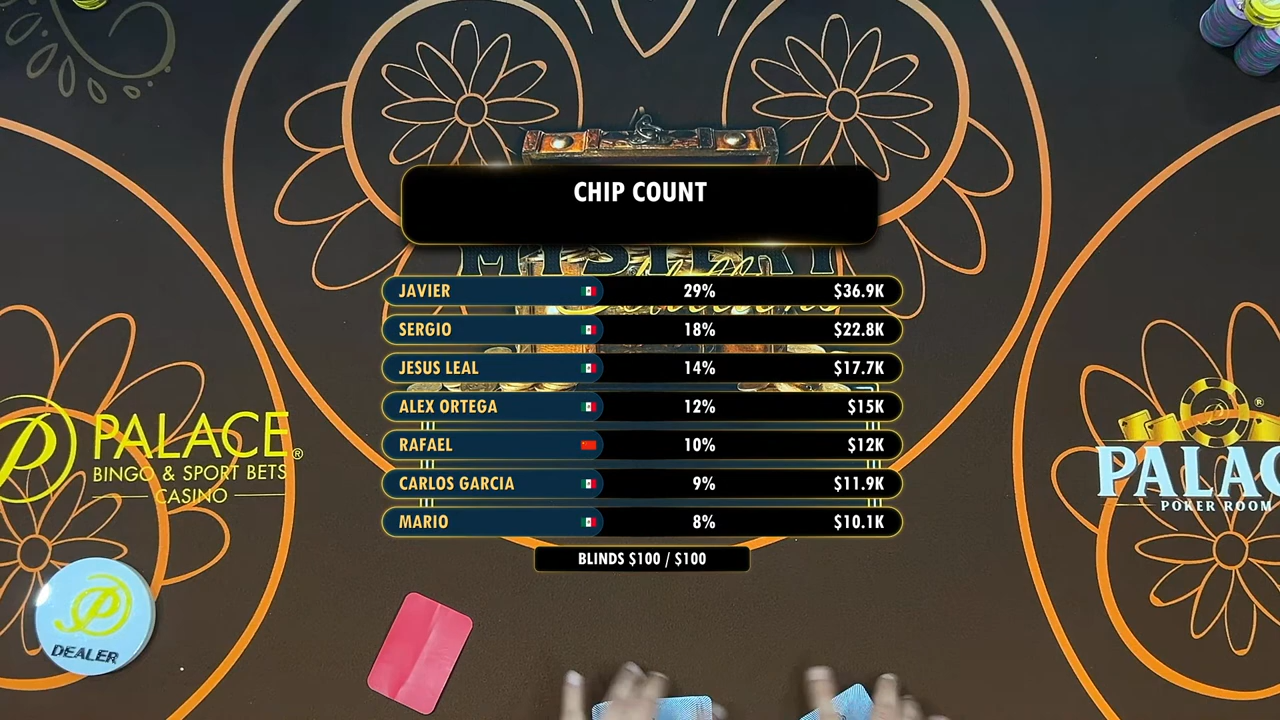 CHIP COUNT
MYSTERY
JAVIER 29% $36.9K
SERGIO 18% $22.8K
JESUS LEAL 14% $17.7K
ALEX ORTEGA 12% $15K
RAFAEL 10% $12K
CARLOS GARCIA 9% $11.9K
MARIO 8% $10.1K
BLINDS $100 / $100
P PALACE®
BINGO & SPORT BETS
CASINO
®
PALAC
POKER ROOM
P
DEALER